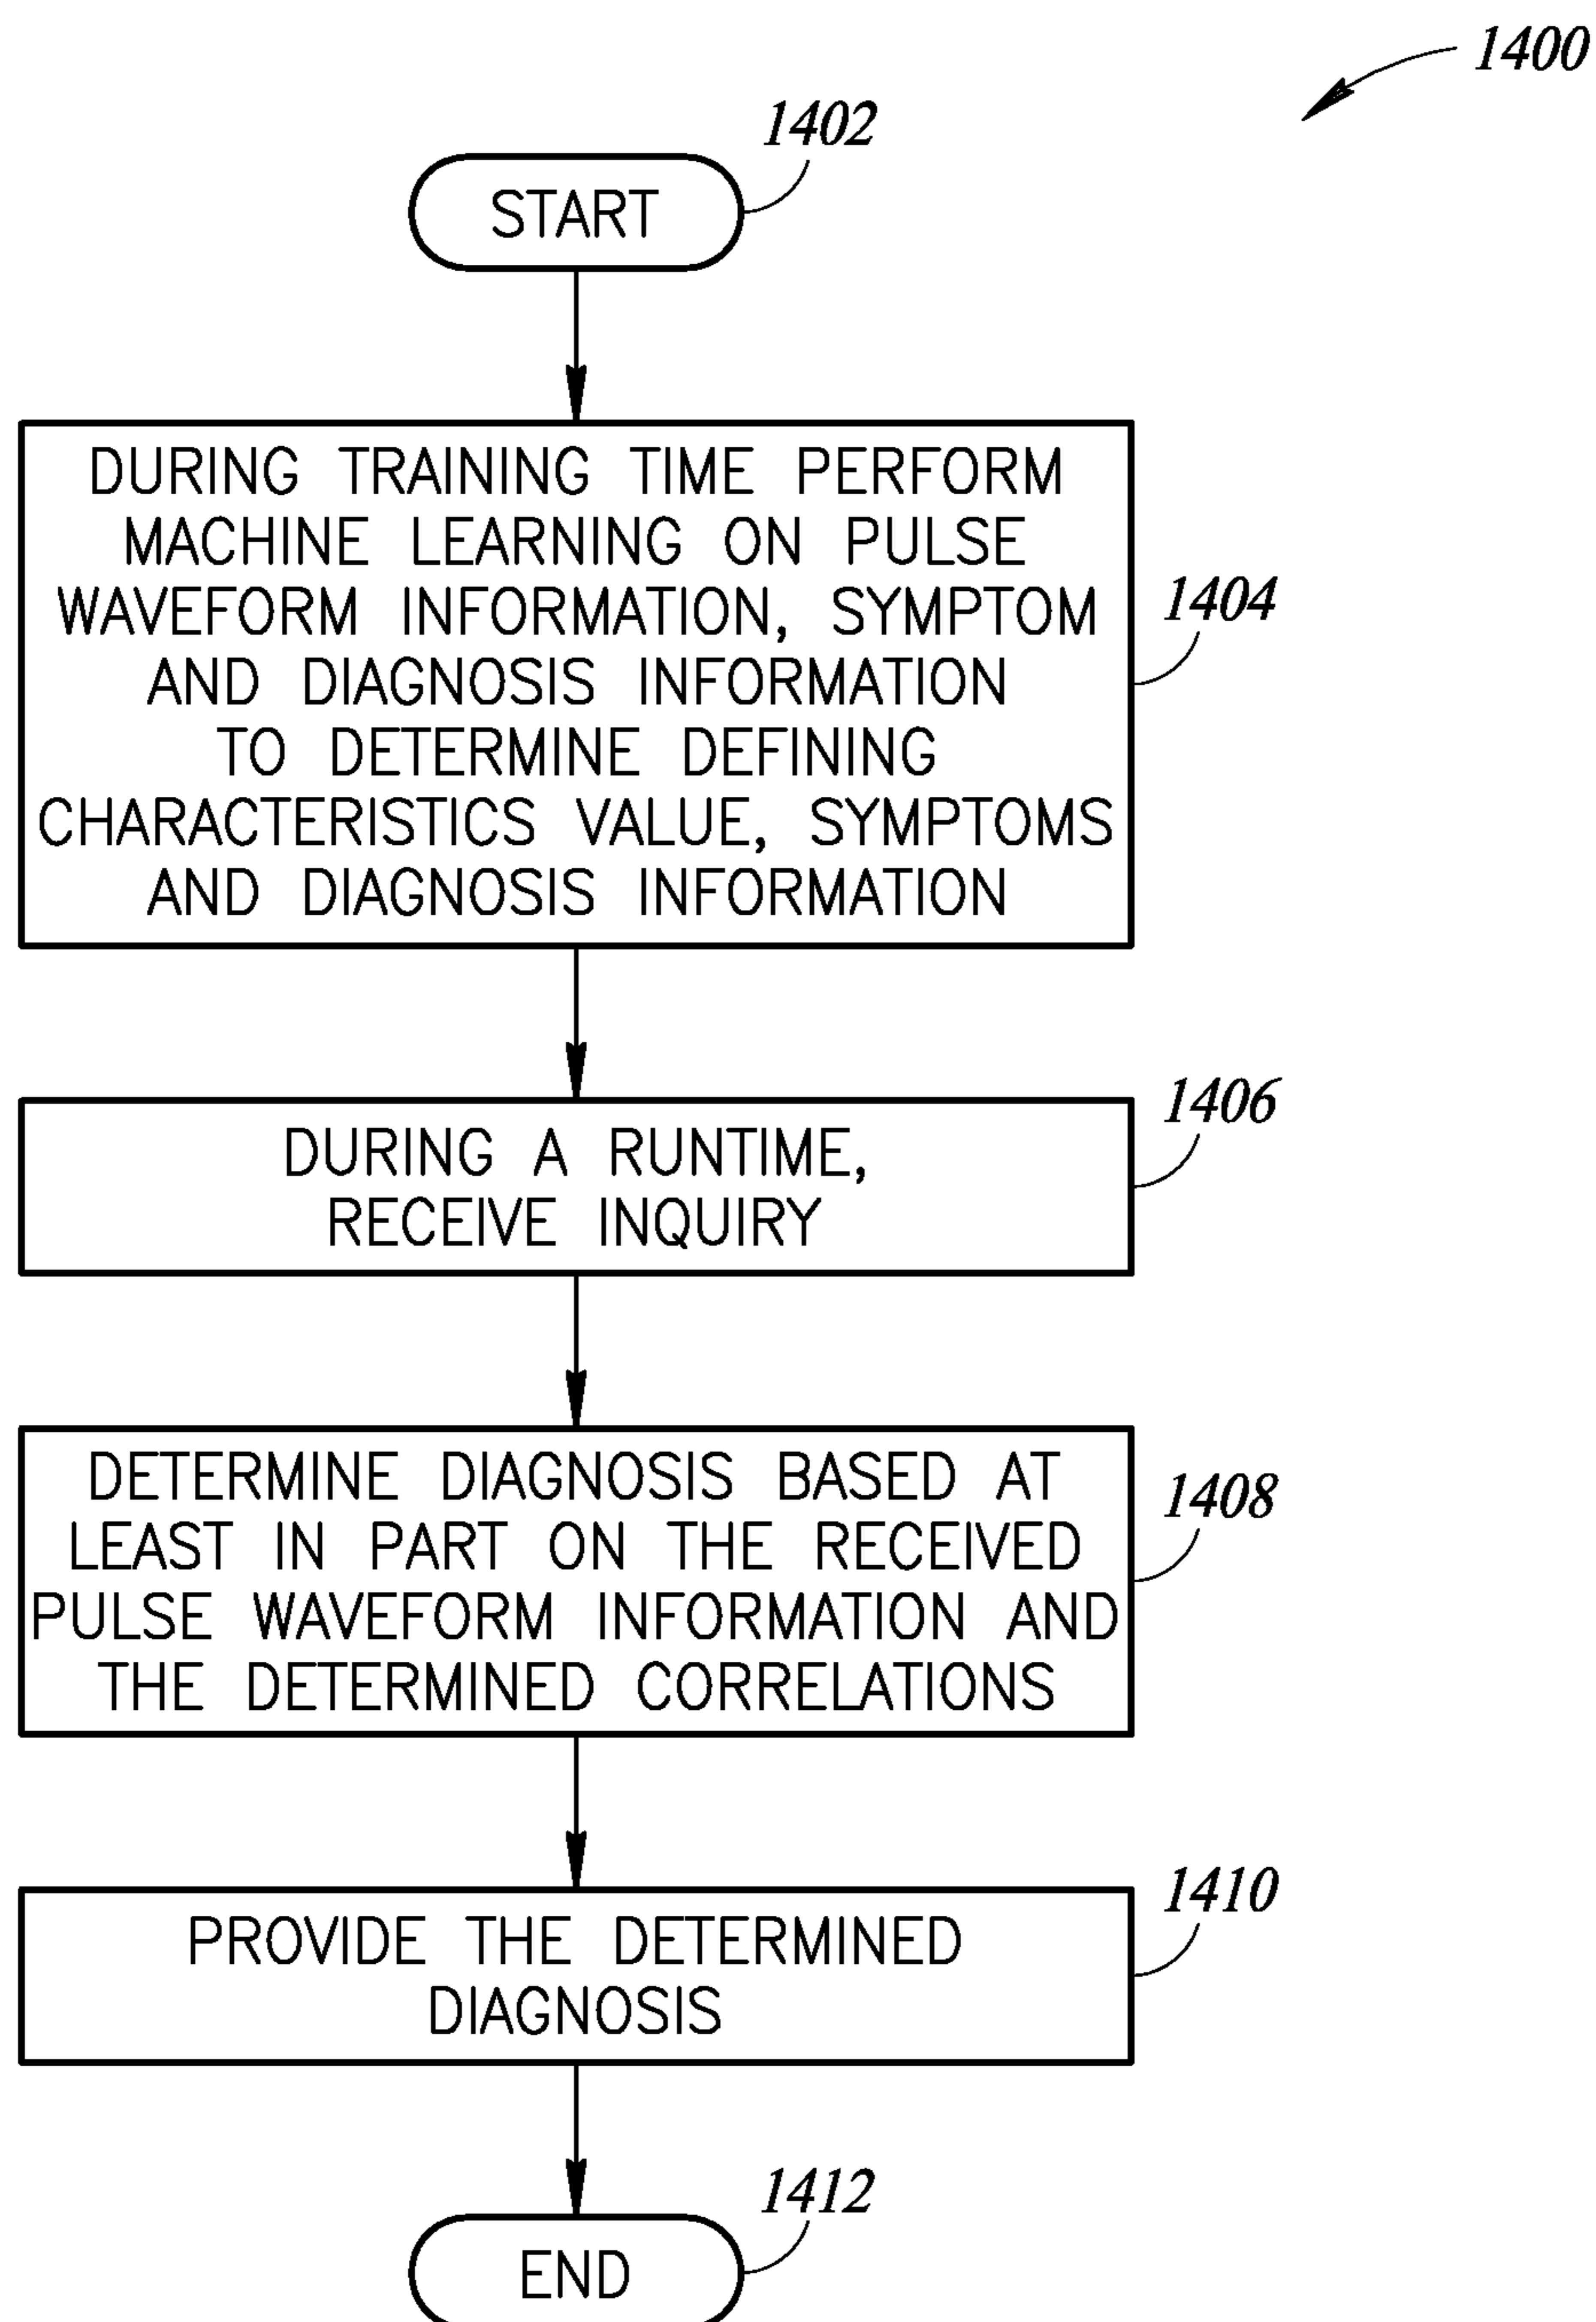 1400
1402
START
DURING TRAINING TIME PERFORM
MACHINE LEARNING ON PULSE
WAVEFORM INFORMATION, SYMPTOM
AND DIAGNOSIS INFORMATION
TO DETERMINE DEFINING
CHARACTERISTICS VALUE, SYMPTOMS
AND DIAGNOSIS INFORMATION
1404
DURING A RUNTIME,
RECEIVE INQUIRY
1406
DETERMINE DIAGNOSIS BASED AT
LEAST IN PART ON THE RECEIVED
PULSE WAVEFORM INFORMATION AND
THE DETERMINED CORRELATIONS
1408
PROVIDE THE DETERMINED
DIAGNOSIS
1410
1412
END